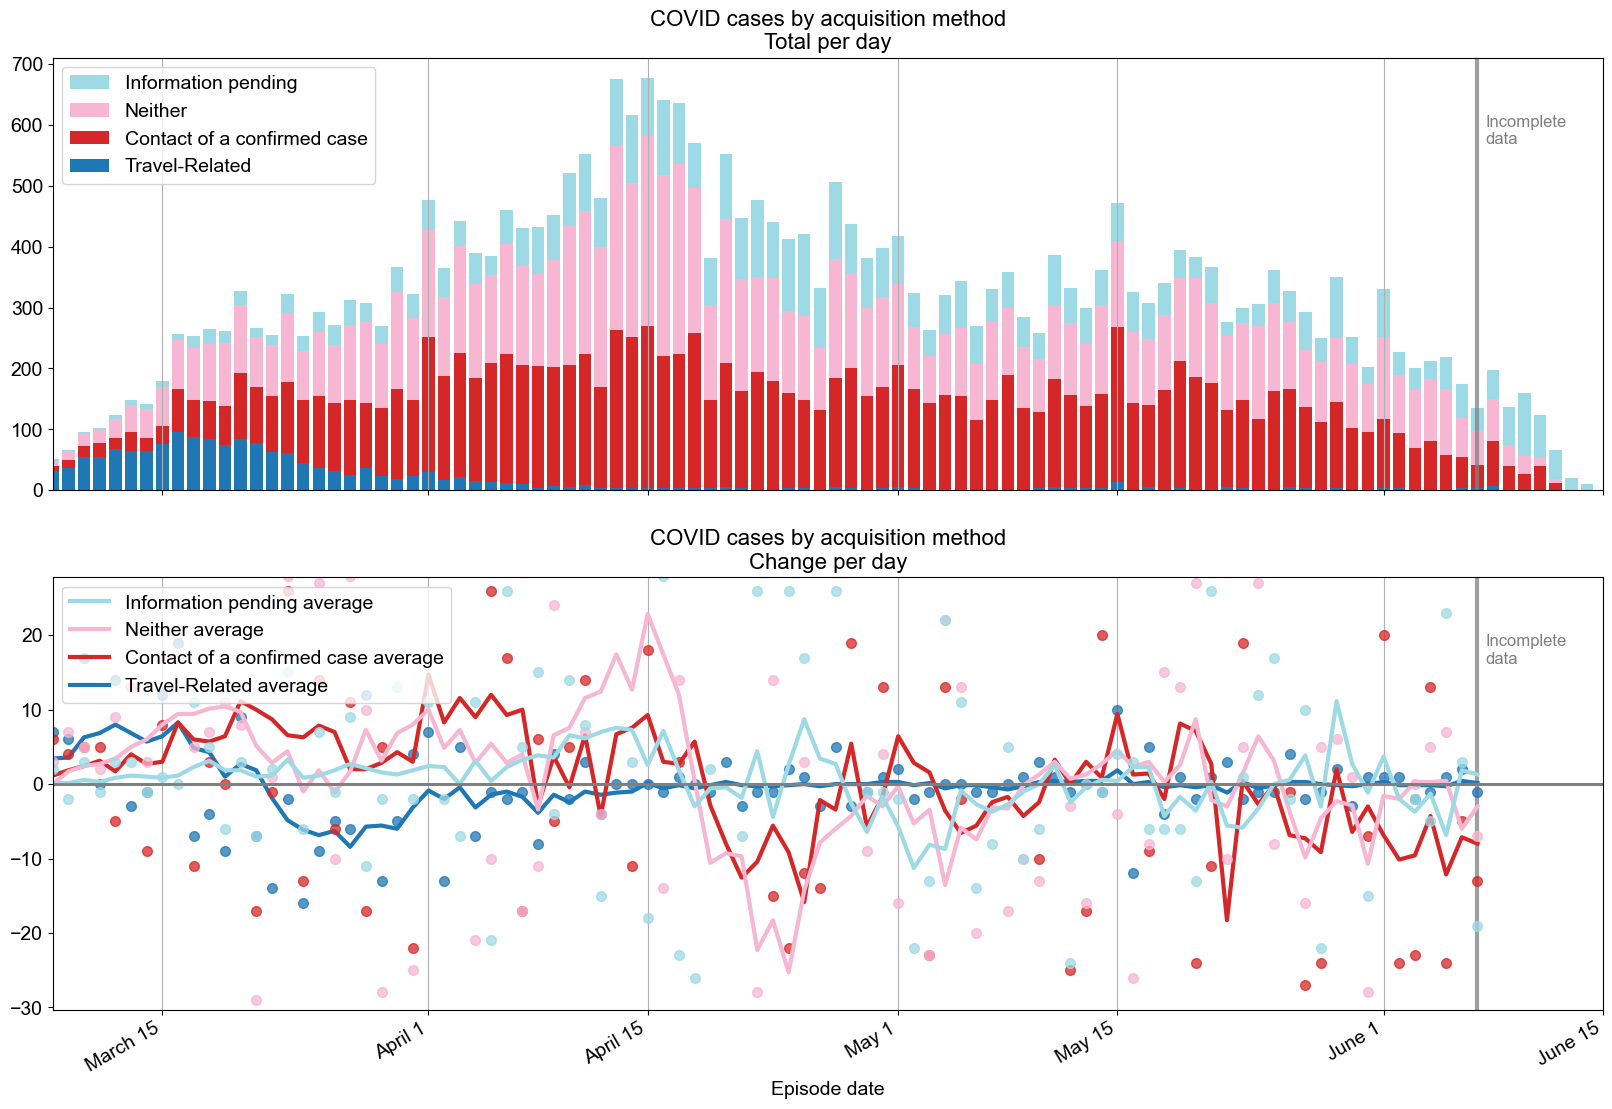 COVID cases by acquisition method
Total per day
700
600
500
400
300
200
100
0
Information pending
Neither
Contact of a confirmed case
Travel-Related
Incomplete
data
COVID cases by acquisition method
Change per day
20
10
0
−10
−20
−30
Information pending average
Neither average
Contact of a confirmed case average
Travel-Related average
Incomplete
data
March 15
April 1
April 15
May 1
May 15
June 1
June 15
Episode date